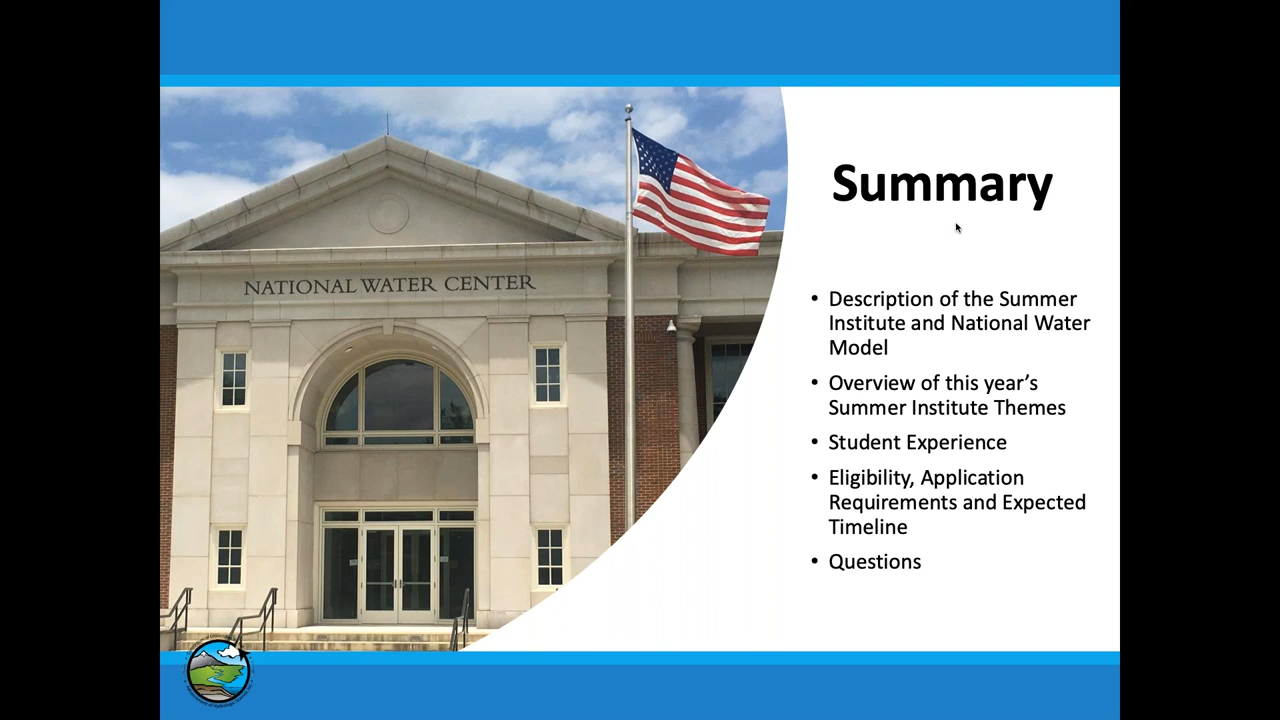 NATIONAL WATER CENTER
Summary
• Description of the Summer
Institute and National Water
Model
• Overview of this year’s
Summer Institute Themes
• Student Experience
• Eligibility, Application
Requirements and Expected
Timeline
• Questions